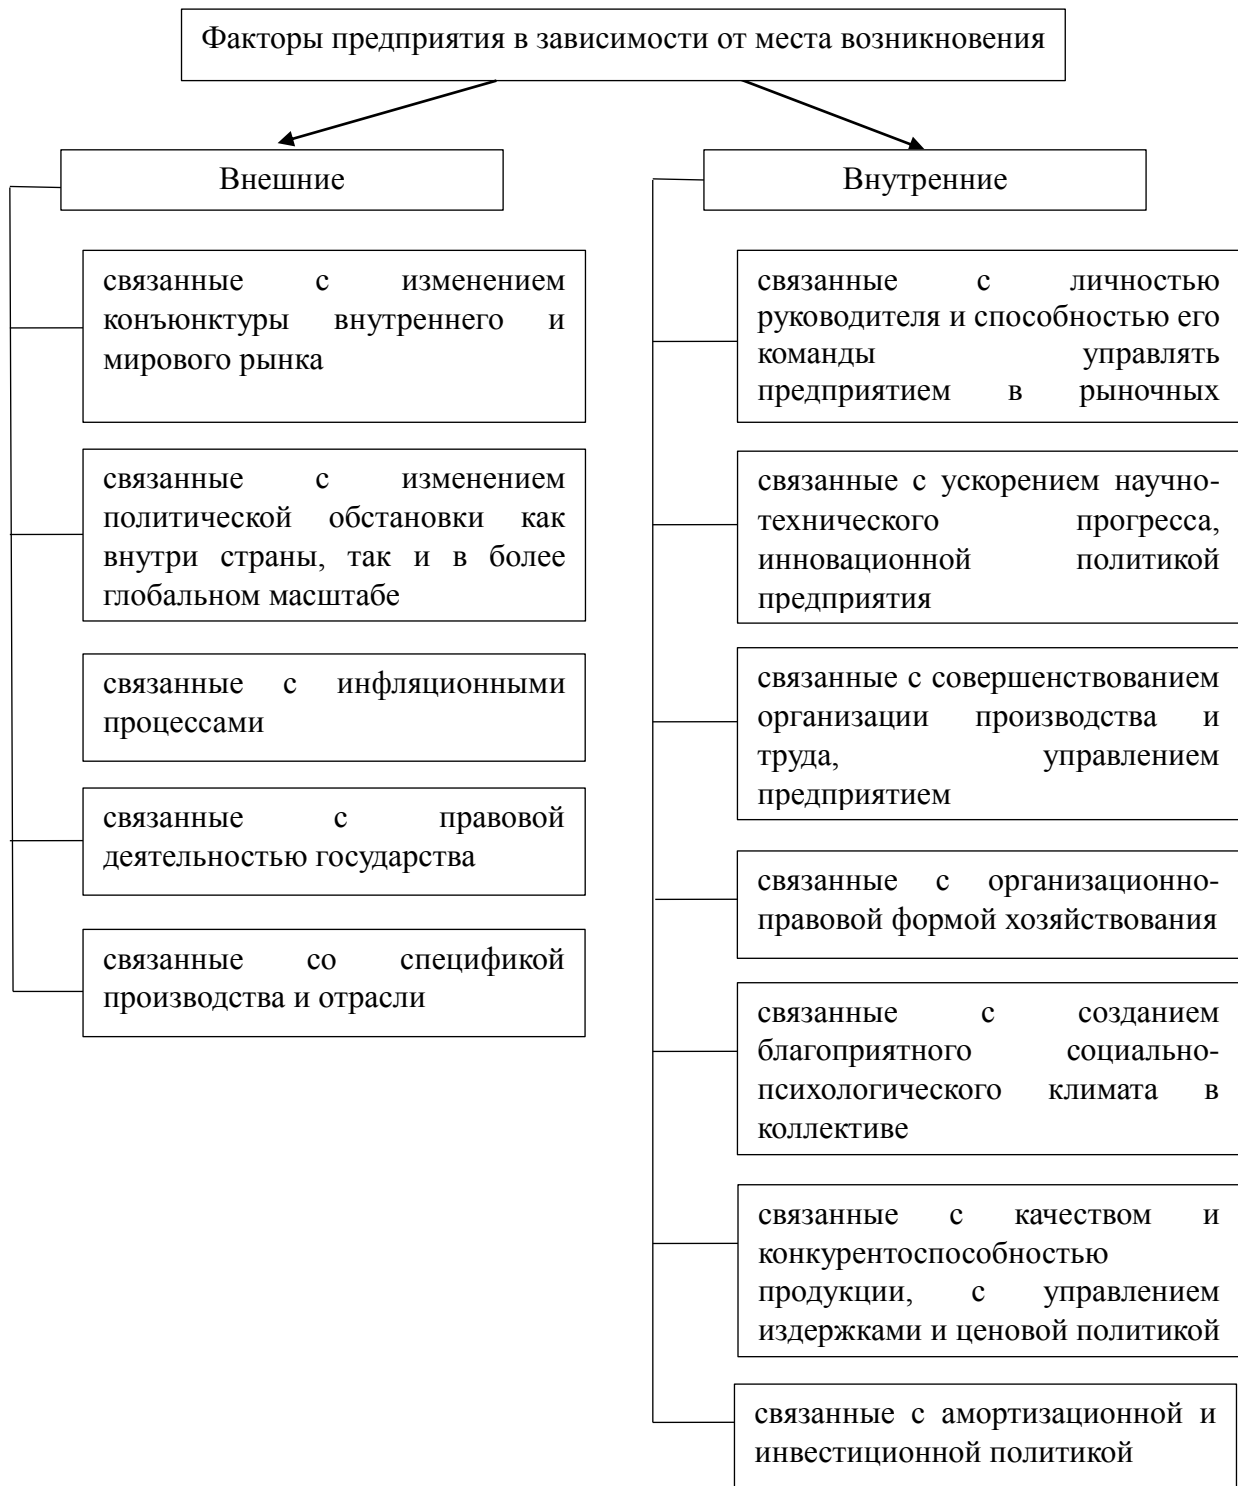 Факторы предприятия в зависимости от места возникновения
Внешние
связанные с изменением
конъюнктуры внутреннего и
мирового рынка
связанные с изменением
политической обстановки как
внутри страны, так и в более
глобальном масштабе
связанные с инфляционными
процессами
связанные с правовой
деятельностью государства
связанные со спецификой
производства и отрасли
Внутренние
связанные с личностью
руководителя и способностью его
команды управлять
предприятием в рыночных
связанные с ускорением научно-
технического прогресса,
инновационной политикой
предприятия
связанные с совершенствованием
организации производства и
труда, управлением
предприятием
связанные с организационно-
правовой формой хозяйствования
связанные с созданием
благоприятного социально-
психологического климата в
коллективе
связанные с качеством и
конкурентоспособностью
продукции, с управлением
издержками и ценовой политикой
связанные с амортизационной и
инвестиционной политикой